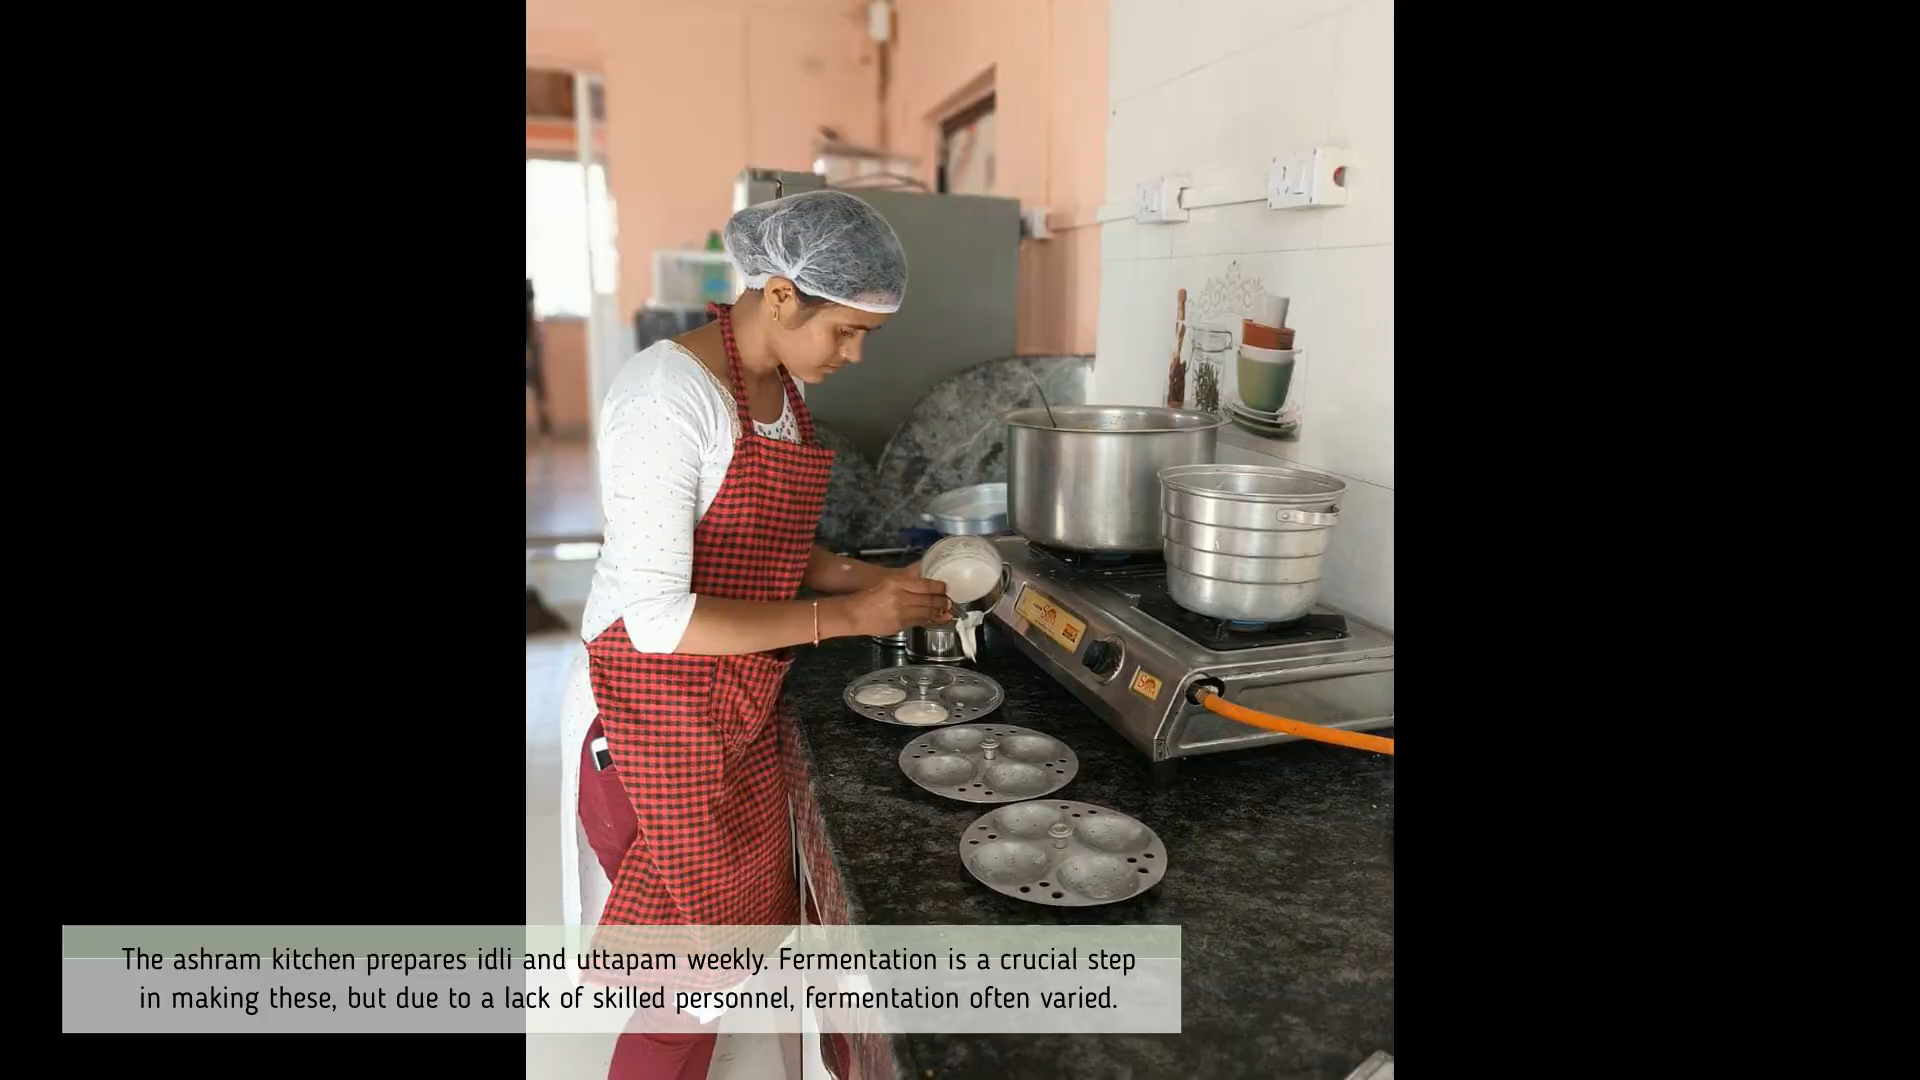 The ashram kitchen prepares idli and uttapam weekly. Fermentation is a crucial step
in making these, but due to a lack of skilled personnel, fermentation often varied.